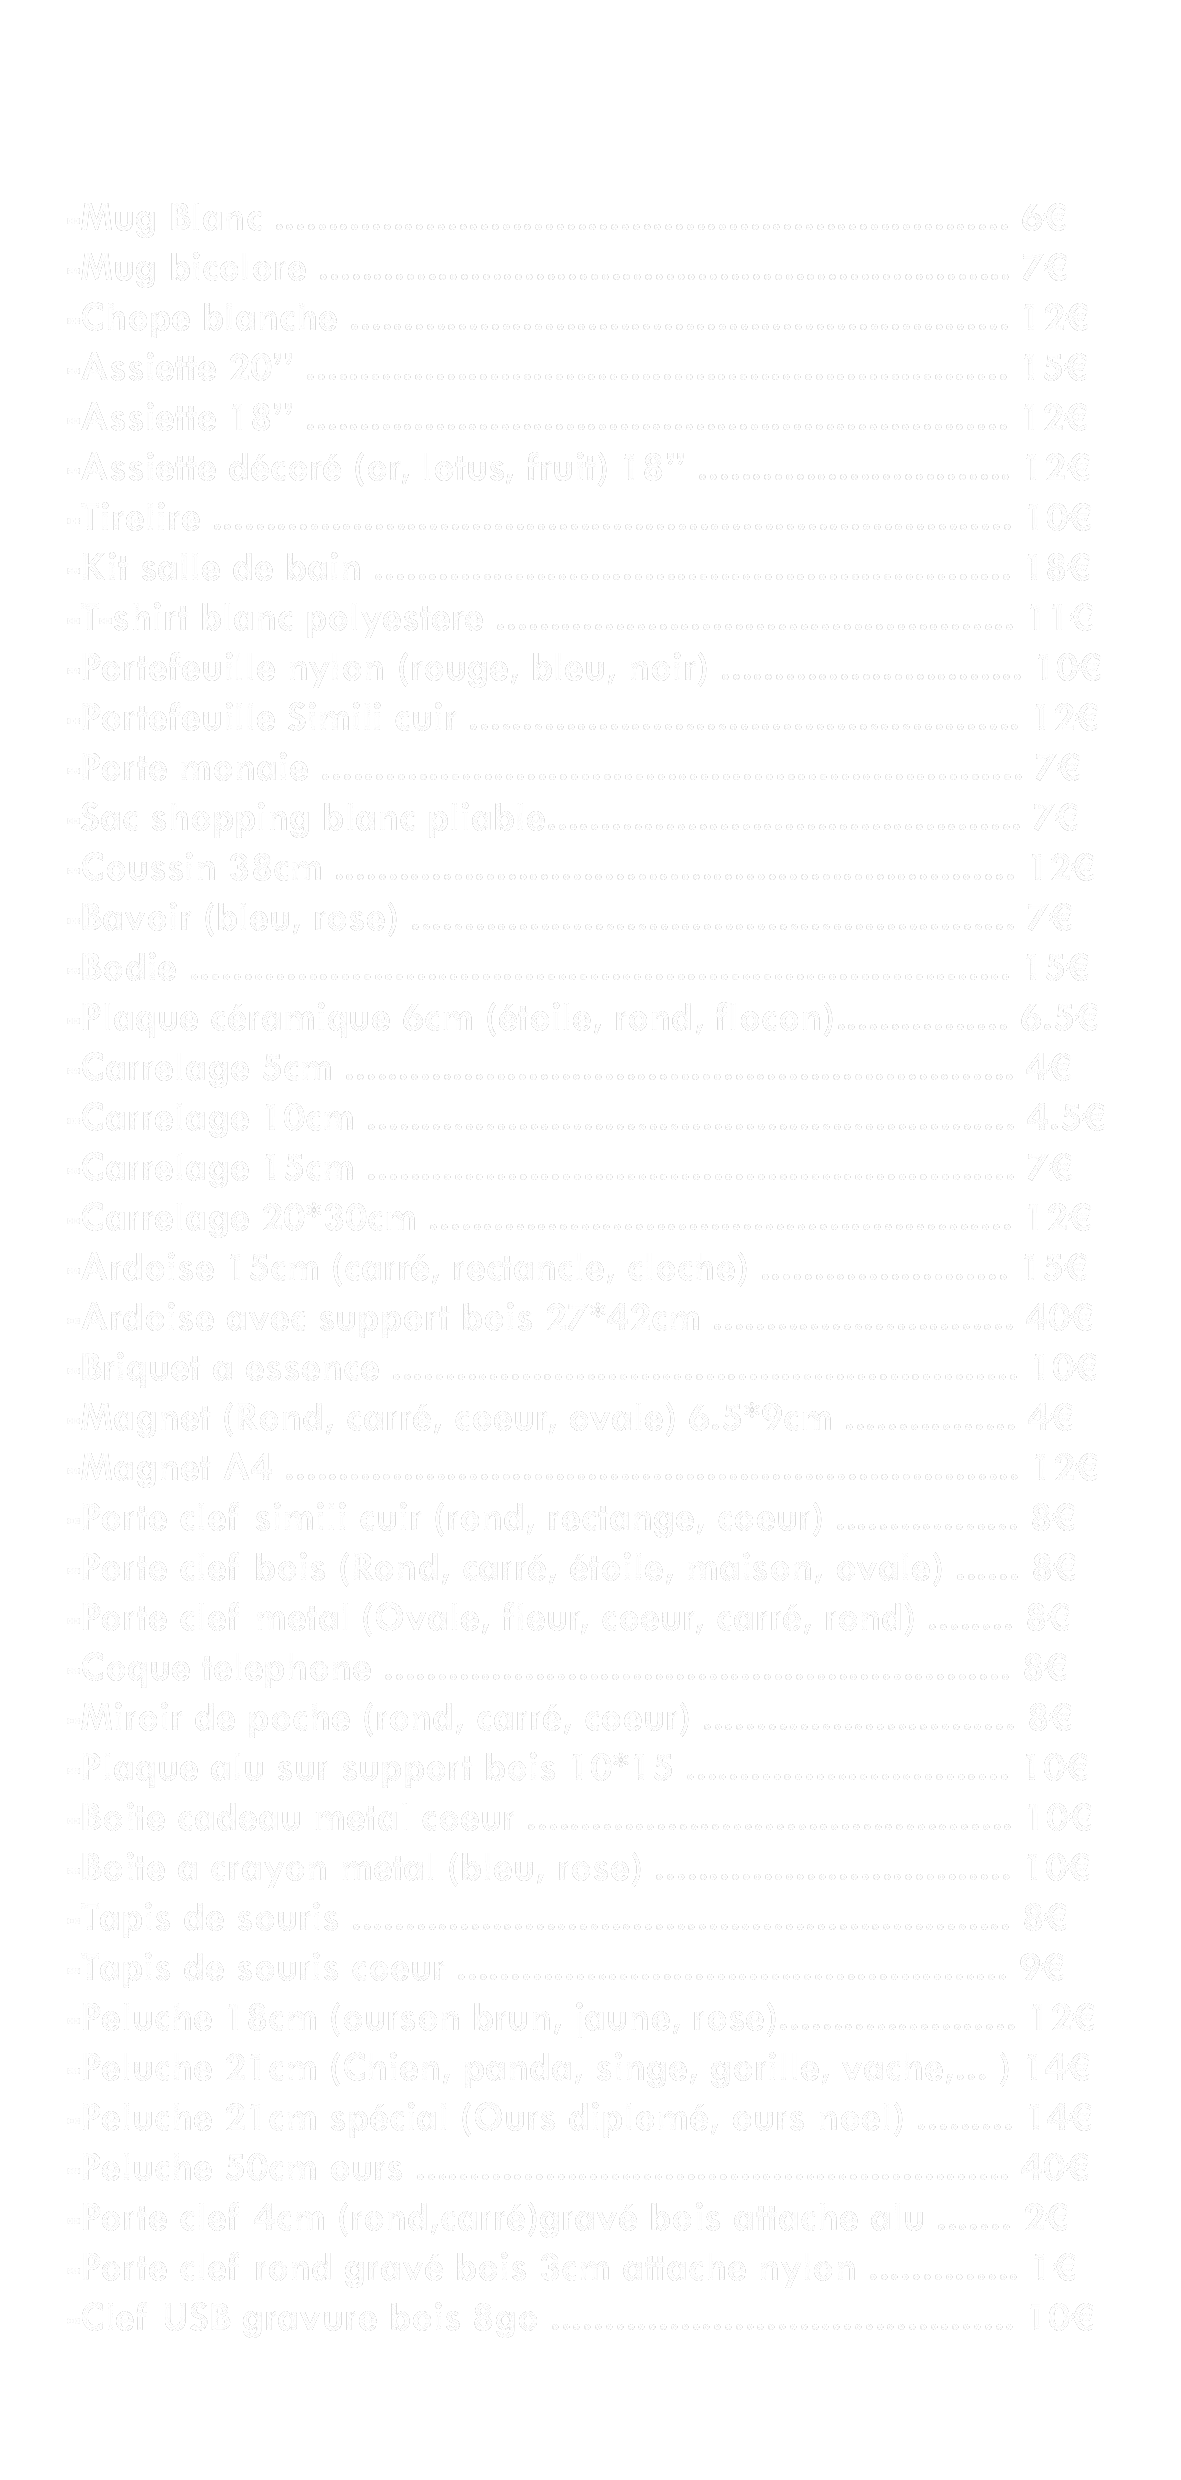 -Mug Blanc .................................................................... 6€
-Mug bicolore ................................................................ 7€
-Chope blanche ............................................................. 12€
-Assiette 20" ................................................................. 15€
-Assiette 18" ................................................................. 12€
-Assiette décoré (or, lotus, fruit) 18" ............................. 12€
-Tirelire .......................................................................... 10€
-Kit salle de bain ........................................................... 18€
-T-shirt blanc polyestere ................................................ 11€
-Portefeuille nylon (rouge, bleu, noir) ............................ 10€
-Portefeuille Simili cuir ................................................... 12€
-Porte monaie ................................................................. 7€
-Sac shopping blanc pliable............................................ 7€
-Coussin 38cm ............................................................... 12€
-Bavoir (bleu, rose) ........................................................ 7€
-Bodie ............................................................................ 15€
-Plaque céramique 6cm (étoile, rond, flocon)................ 6.5€
-Carrelage 5cm .............................................................. 4€
-Carrelage 10cm ............................................................ 4.5€
-Carrelage 15cm ............................................................ 7€
-Carrelage 20*30cm ...................................................... 12€
-Ardoise 15cm (carré, rectancle, cloche) ....................... 15€
-Ardoise avec support bois 27*42cm ............................ 40€
-Briquet a essence .......................................................... 10€
-Magnet (Rond, carré, coeur, ovale) 6.5*9cm ................ 4€
-Magnet A4 .................................................................... 12€
-Porte clef simili cuir (rond, rectange, coeur) ................. 8€
-Porte clef bois (Rond, carré, étoile, maison, ovale) ...... 8€
-Porte clef metal (Ovale, fleur, coeur, carré, rond) ........ 8€
-Coque telephone .......................................................... 8€
-Miroir de poche (rond, carré, coeur) ............................. 8€
-Plaque alu sur support bois 10*15 .............................. 10€
-Boite cadeau metal coeur ............................................. 10€
-Boite a crayon metal (bleu, rose) ................................. 10€
-Tapis de souris ............................................................. 8€
-Tapis de souris coeur ................................................... 9€
-Peluche 18cm (ourson brun, jaune, rose)...................... 12€
-Peluche 21cm (Chien, panda, singe, gorille, vache,... ) 14€
-Peluche 21cm spécial (Ours diplomé, ours noel) ......... 14€
-Peluche 50cm ours ....................................................... 40€
-Porte clef 4cm (rond,carré)gravé bois attache alu ....... 2€
-Porte clef rond gravé bois 3cm attache nylon .............. 1€
-Clef USB gravure bois 8go ........................................... 10€